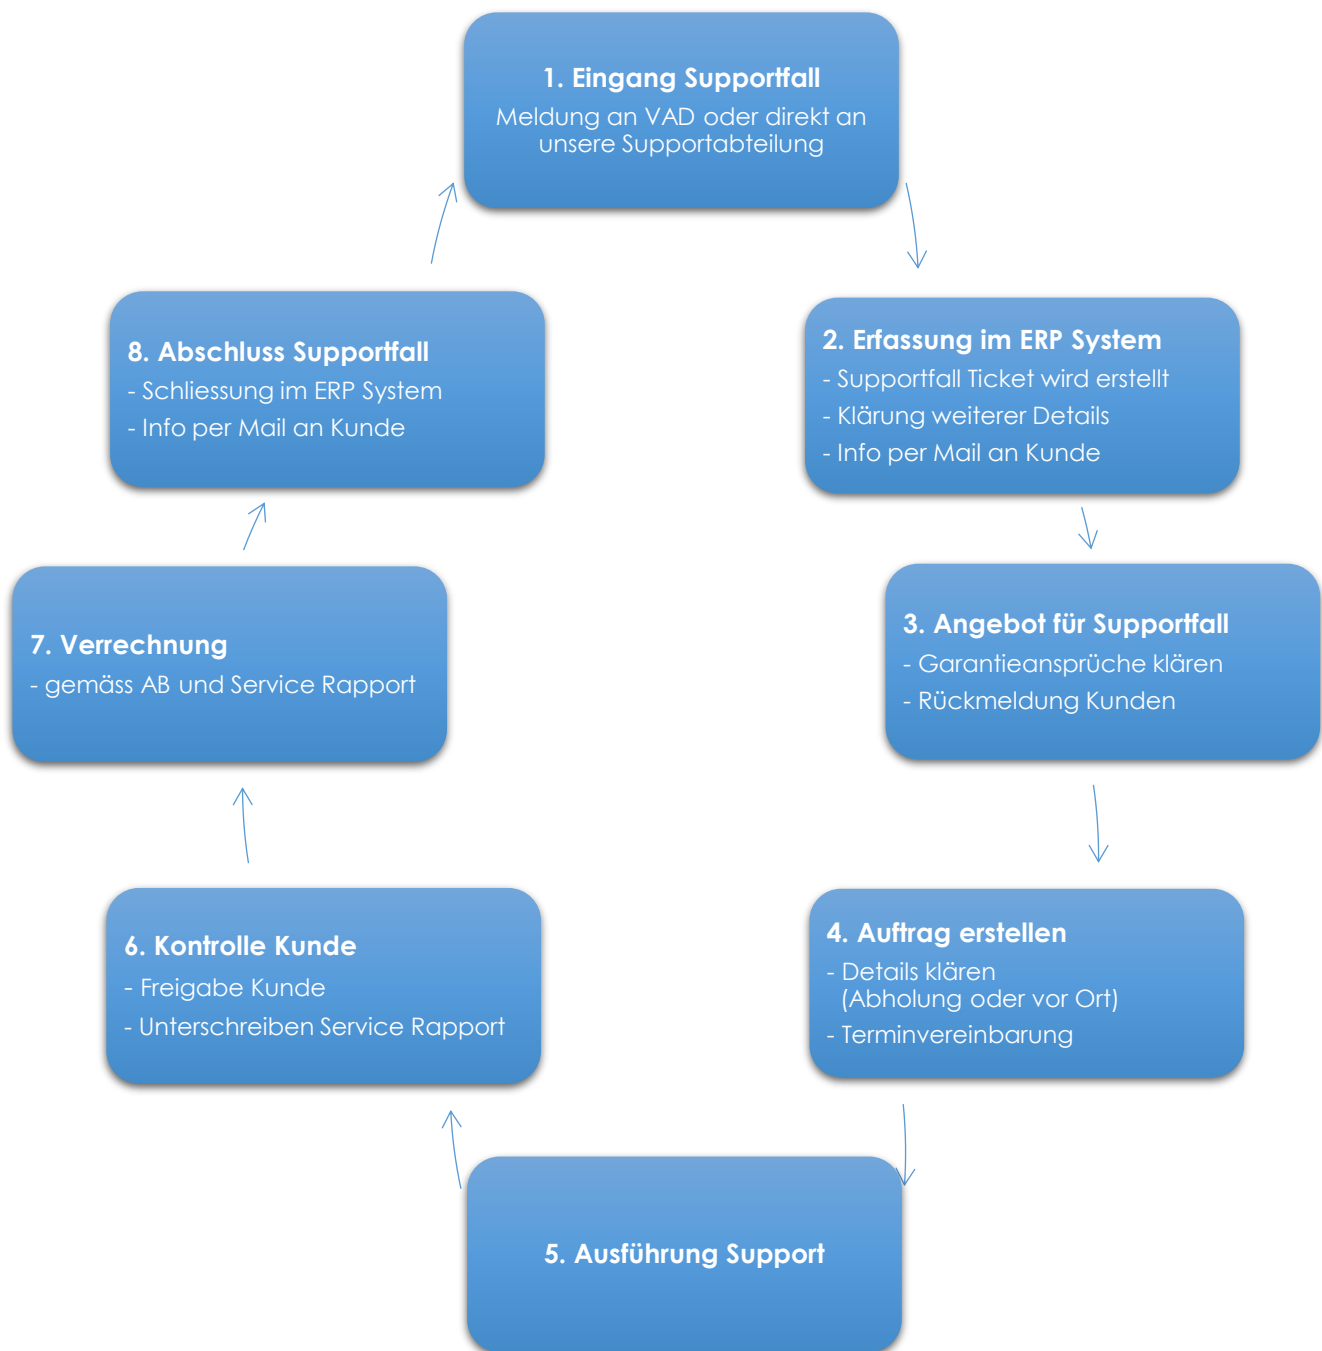 1. Eingang Supportfall
Meldung an VAD oder direkt an
unsere Supportabteilung
2. Erfassung im ERP System
- Supportfall Ticket wird erstellt
- Klärung weiterer Details
- Info per Mail an Kunde
3. Angebot für Supportfall
- Garantieansprüche klären
- Rückmeldung Kunden
4. Auftrag erstellen
- Details klären
(Abholung oder vor Ort)
- Terminvereinbarung
5. Ausführung Support
6. Kontrolle Kunde
- Freigabe Kunde
- Unterschreiben Service Rapport
7. Verrechnung
- gemäss AB und Service Rapport
8. Abschluss Supportfall
- Schliessung im ERP System
- Info per Mail an Kunde